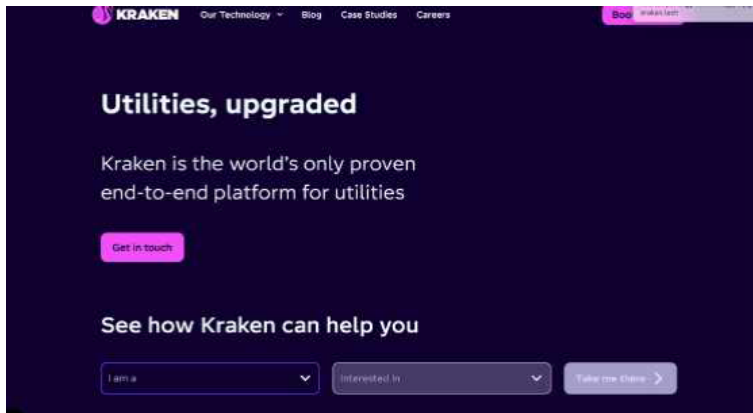 KRAKEN Our Technology Blog Case Studies Careers Boo
Utilities, upgraded
Kraken is the world's only proven
end-to-end platform for utilities
Get in touch
See how Kraken can help you
I am a Interested in Take me there